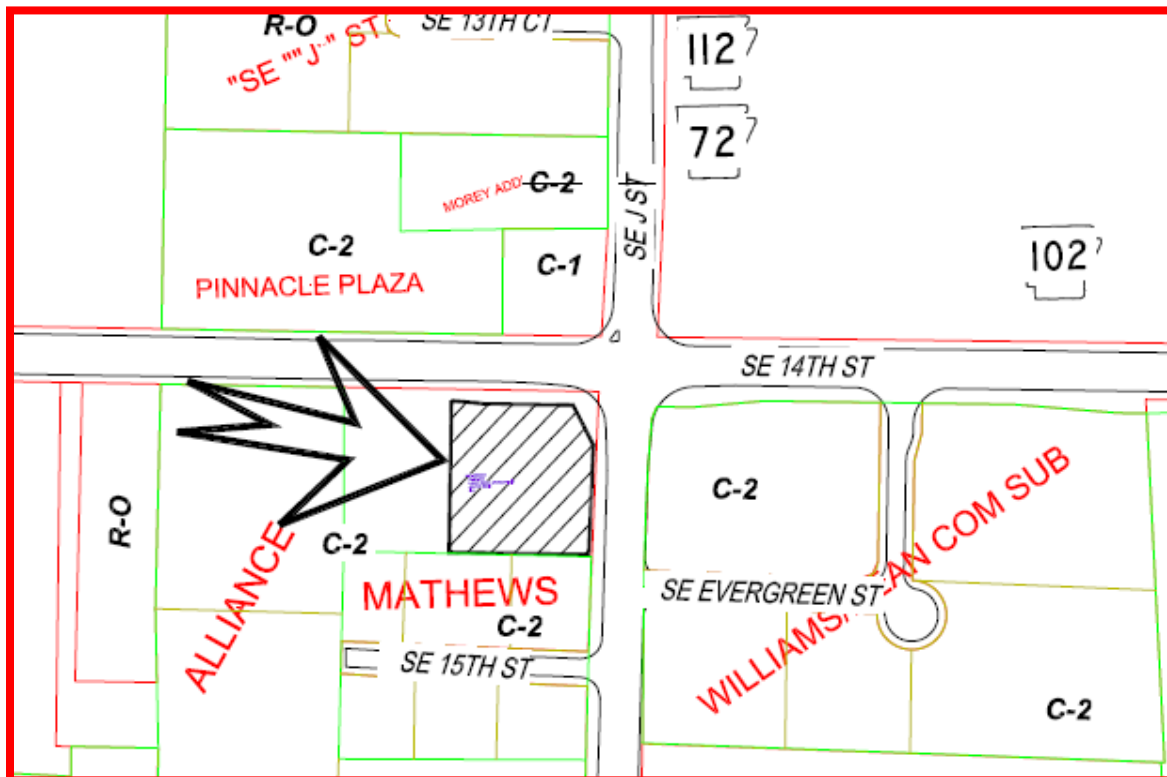 R-O
SE 13TH CT
"SE ""J·" ST
112
72
MOREY ADD'
C-2
SE J ST
C-2
C-1
102
PINNACLE PLAZA
SE 14TH ST
R-O
C-2
C-2
ALLIANCE
MATHEWS
SE EVERGREEN ST
C-2
SE 15TH ST
C-2